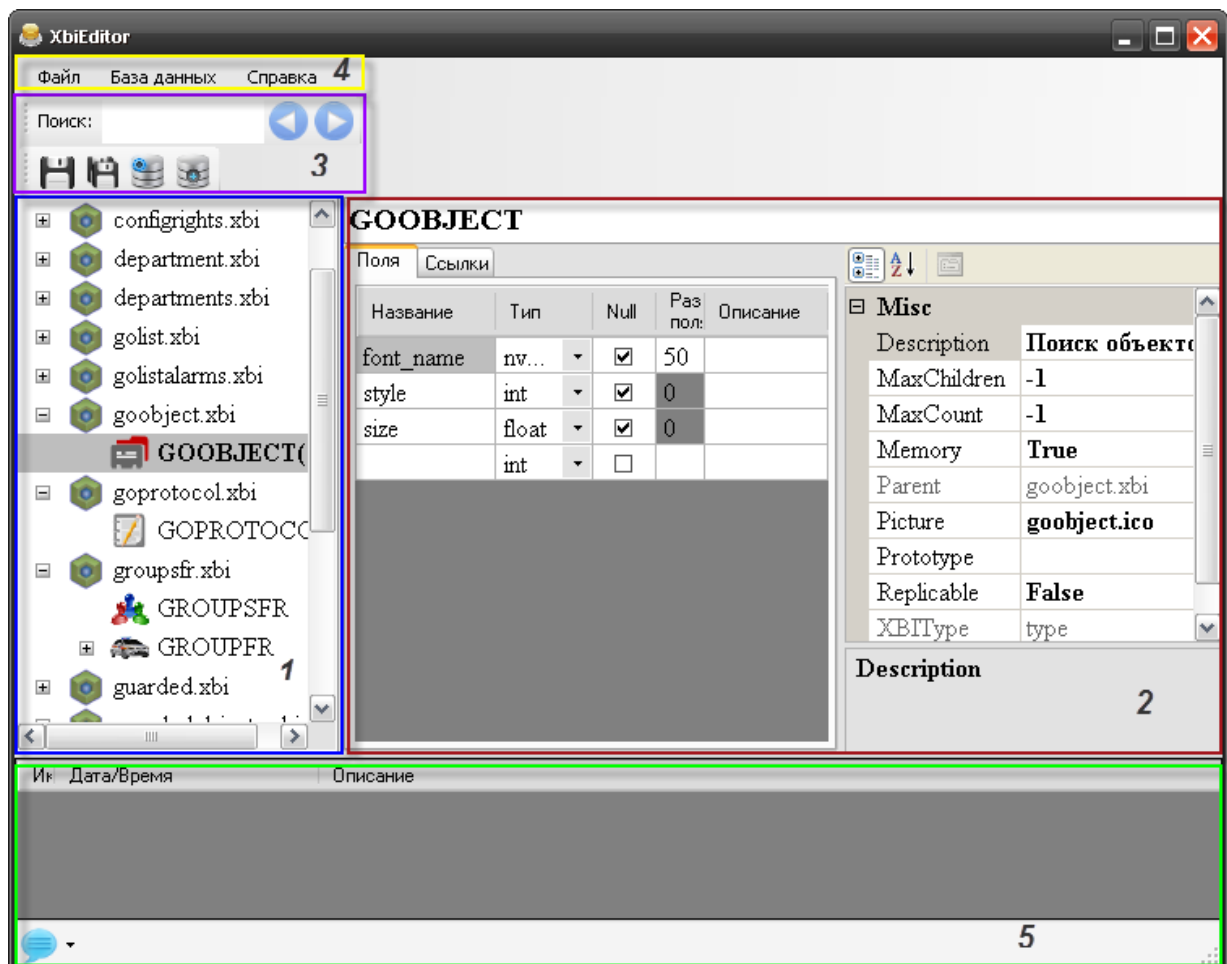 XbiEditor
Файл База данных Справка 4
Поиск:
3
configrights.xbi
department.xbi
departments.xbi
golist.xbi
golistalarms.xbi
goobject.xbi
GOOBJECT(
goprotocol.xbi
GOPROTOCO
groupsfr.xbi
GROUPSFR
GROUPFR
1
guarded.xbi
GOOBJECT
Поля Ссылки
Название Тип Null Раз Описание
пол:
font_name nv... 50
style int 0
size float 0
int
A
Z
Misc
Description Поиск объекто
MaxChildren -1
MaxCount -1
Memory True
Parent goobject.xbi
Picture goobject.ico
Prototype
Replicable False
XBIType type
Description
2
Ик Дата/Время Описание
5